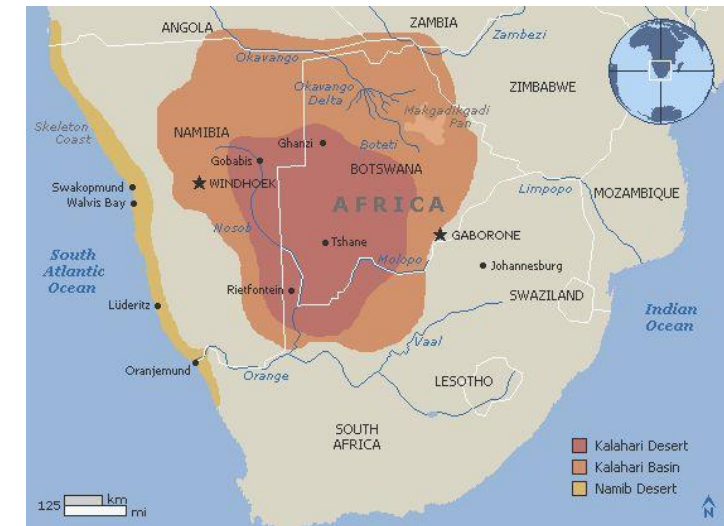 ANGOLA
ZAMBIA
Okavango
Zambezi
Okavango
Delta
ZIMBABWE
Makgadikgadi
Pan
Skeleton
Coast
NAMIBIA
Ghanzi
Boteti
Gobabis
BOTSWANA
WINDHOEK
Swakopmund
Walvis Bay
Limpopo
MOZAMBIQUE
AFRICA
Nosob
GABORONE
South
Atlantic
Ocean
Tshane
Molopo
Johannesburg
Rietfontein
SWAZILAND
Lüderitz
Indian
Ocean
Vaal
Oranjemund
Orange
LESOTHO
SOUTH
AFRICA
Kalahari Desert
Kalahari Basin
Namib Desert
125
km
mi
N